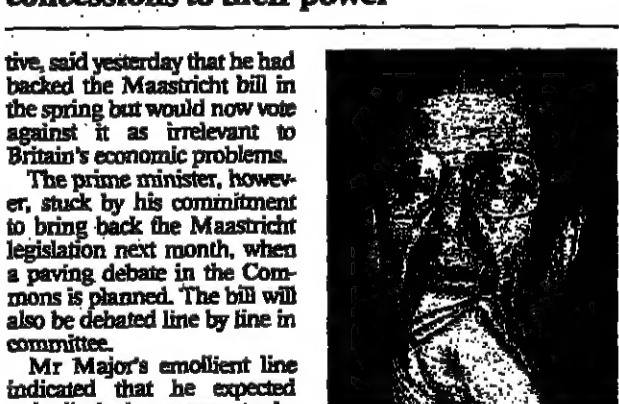 concessions to their power
tive, said yesterday that he had
backed the Maastricht bill in
the spring but would now vote
against it as irrelevant to
Britain's economic problems.
The prime minister, howev-
er, stuck by his commitment
to bring back the Maastricht
legislation next month, when
a paving debate in the Com-
mons is planned. The bill will
also be debated line by line in
committee.
Mr Major's emollient line
indicated that he expected